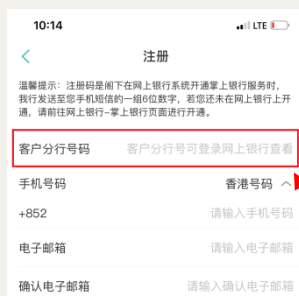 10:14
LTE
注册
温馨提示：注册码是阁下在网上银行系统开通掌上银行服务时，
我行发送至您手机短信的一组6位数字，若您还未在网上银行上开
通，请前往网上银行-掌上银行页面进行开通。
客户分行号码 客户分行号可登录网上银行查看
手机号码 香港号码
+852 请输入手机号码
电子邮箱 请输入电子邮箱
确认电子邮箱 请输入确认电子邮箱